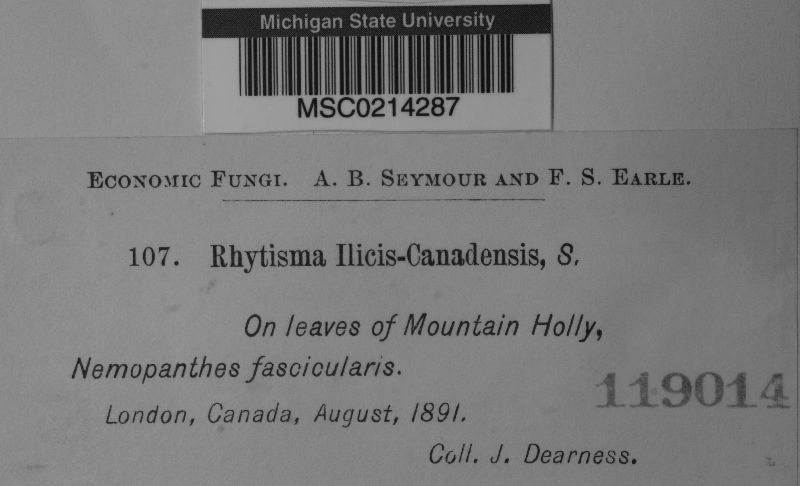 Michigan State University
MSC0214287
Economic Fungi. A. B. Seymour and F. S. Earle.
107. Rhytisma Ilicis-Canadensis, S.
On leaves of Mountain Holly,
Nemopanthes fascicularis.
119014
London, Canada, August, 1891.
Coll. J. Dearness.